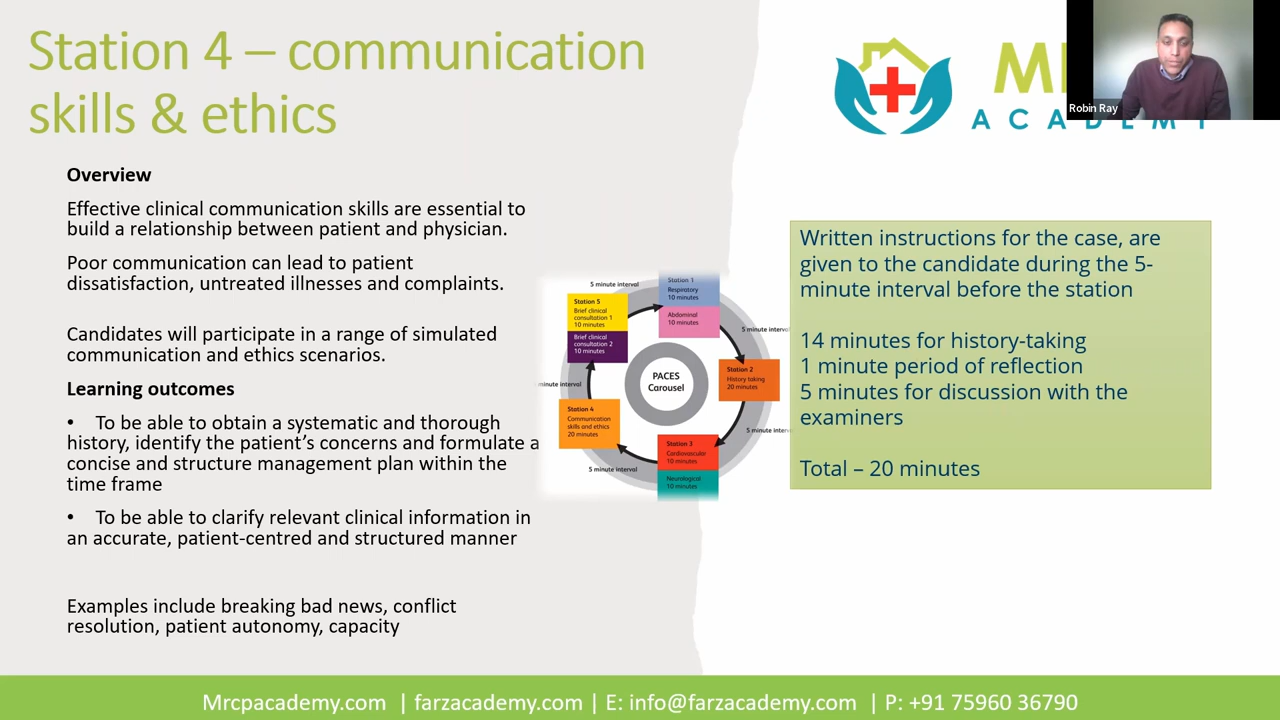 Station 4 – communication
skills & ethics
Overview
Effective clinical communication skills are essential to
build a relationship between patient and physician.
Poor communication can lead to patient
dissatisfaction, untreated illnesses and complaints.
Candidates will participate in a range of simulated
communication and ethics scenarios.
Learning outcomes
• To be able to obtain a systematic and thorough
history, identify the patient's concerns and formulate a
concise and structure management plan within the
time frame
• To be able to clarify relevant clinical information in
an accurate, patient-centred and structured manner
Examples include breaking bad news, conflict
resolution, patient autonomy, capacity
5 minute interval
Station 1
Respiratory
10 minutes
Abdominal
10 minutes
5 minute interval
Station 2
History taking
20 minutes
5 minute interval
Station 3
Cardiovascular
10 minutes
Neurological
10 minutes
5 minute interval
Station 4
Communication
skills and ethics
20 minutes
minute interval
Station 5
Brief clinical
consultation 1
10 minutes
Brief clinical
consultation 2
10 minutes
PACES
Carousel
ACADEMY
Robin Ray
Written instructions for the case, are
given to the candidate during the 5-
minute interval before the station
14 minutes for history-taking
1 minute period of reflection
5 minutes for discussion with the
examiners
Total – 20 minutes
Mrcpacademy.com | farzacademy.com | E: info@farzacademy.com | P: +91 75960 36790